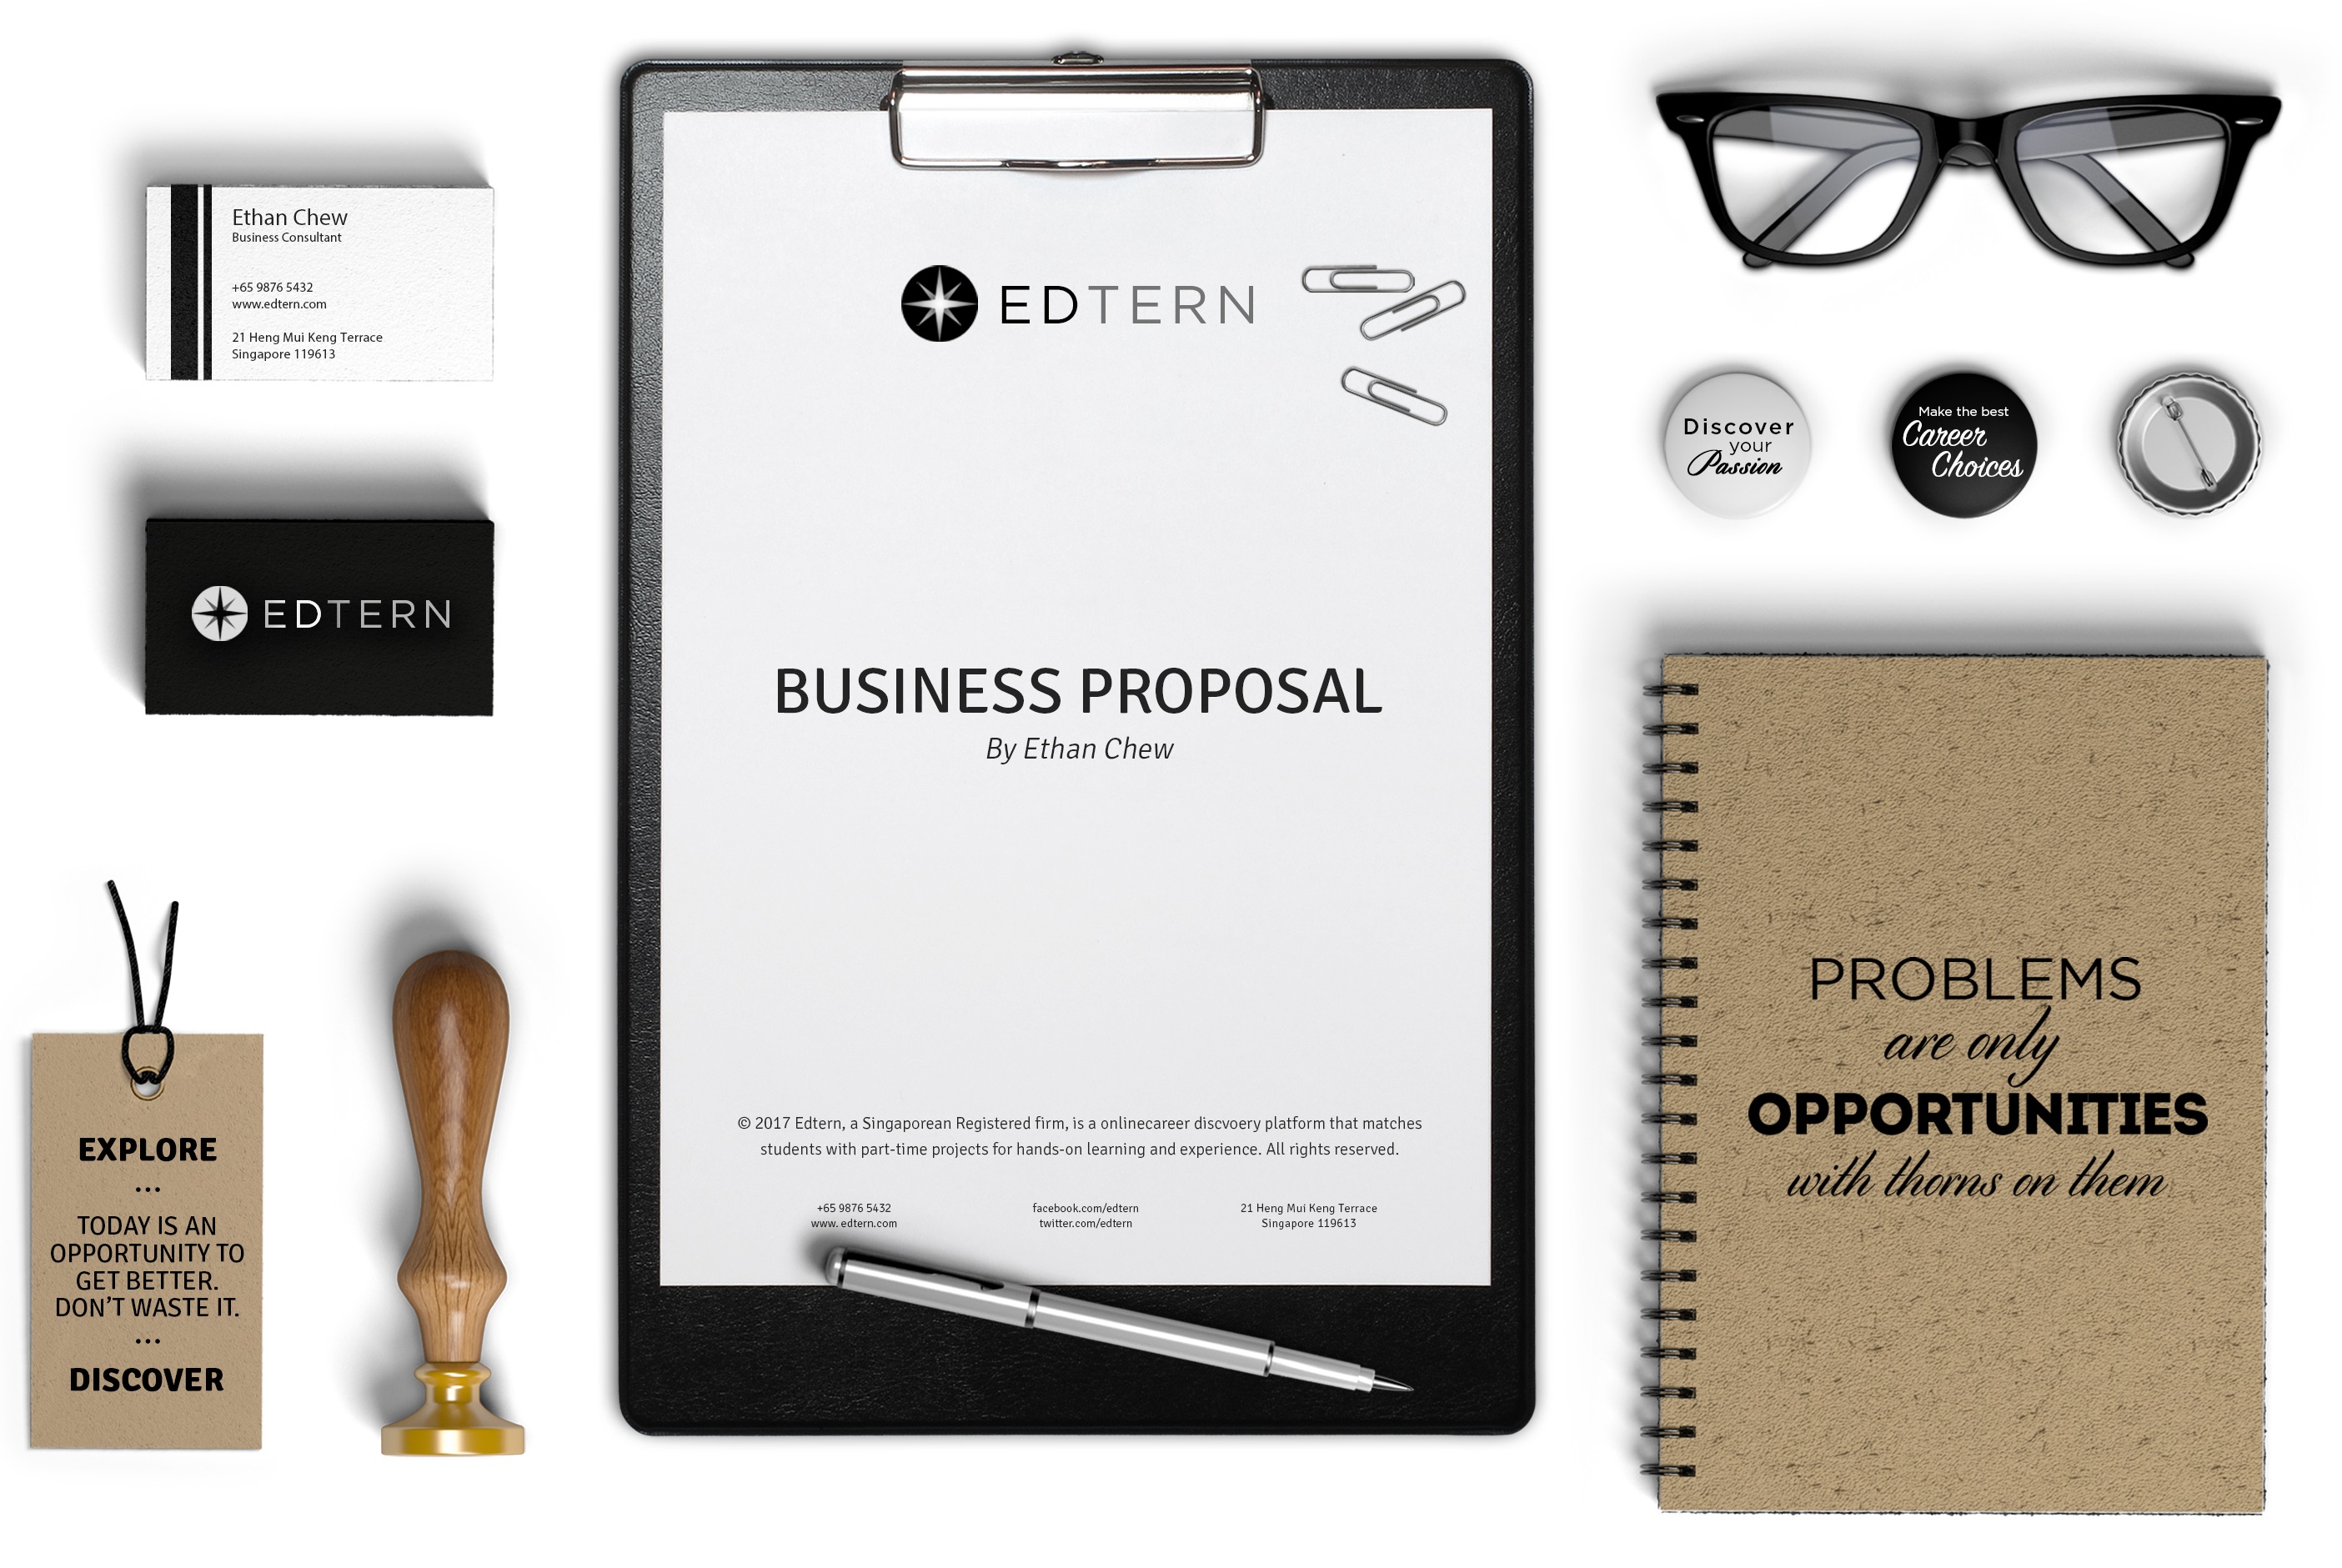 Ethan Chew
Business Consultant
+65 9876 5432
www.edtern.com
21 Heng Mui Keng Terrace
Singapore 119613
EDTERN
EXPLORE
...
TODAY IS AN
OPPORTUNITY TO
GET BETTER.
DON'T WASTE IT.
...
DISCOVER
EDTERN
BUSINESS PROPOSAL
By Ethan Chew
© 2017 Edtern, a Singaporean Registered firm, is a onlinecareer discvoery platform that matches
students with part-time projects for hands-on learning and experience. All rights reserved.
+65 9876 5432
www. edtern.com
facebook.com/edtern
twitter.com/edtern
21 Heng Mui Keng Terrace
Singapore 119613
Discover
your
Passion
Make the best
Career
Choices
PROBLEMS
are only
OPPORTUNITIES
with thorns on them